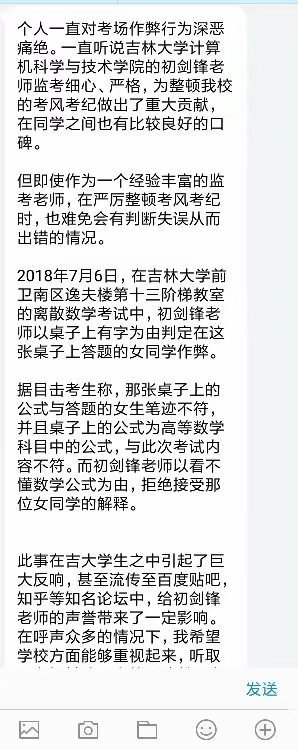 个人一直对考场作弊行为深恶
痛绝。一直听说吉林大学计算
机科学与技术学院的初剑锋老
师监考细心、严格，为整顿我校
的考风考纪做出了重大贡献，
在同学之间也有比较良好的口
碑。
但即使作为一个经验丰富的监
考老师，在严厉整顿考风考纪
时，也难免会有判断失误从而
出错的情况。
2018年7月6日，在吉林大学前
卫南区逸夫楼第十三阶梯教室
的离散数学考试中，初剑锋老
师以桌子上有字为由判定在这
张桌子上答题的女同学作弊。
据目击考生称，那张桌子上的
公式与答题的女生笔迹不符，
并且桌子上的公式为高等数学
科目中的公式，与此次考试内
容不符。而初剑锋老师以看不
懂数学公式为由，拒绝接受那
位女同学的解释。
此事在吉大学生之中引起了巨
大反响，甚至流传至百度贴吧，
知乎等知名论坛中，给初剑锋
老师的声誉带来了一定影响。
在呼声众多的情况下，我希望
学校方面能够重视起来，听取
发送